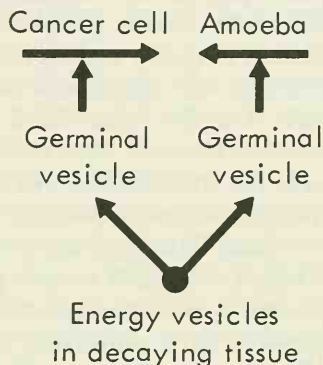 Cancer cell Amoeba
Germinal Germinal
vesicle vesicle
Energy vesicles
in decaying tissue